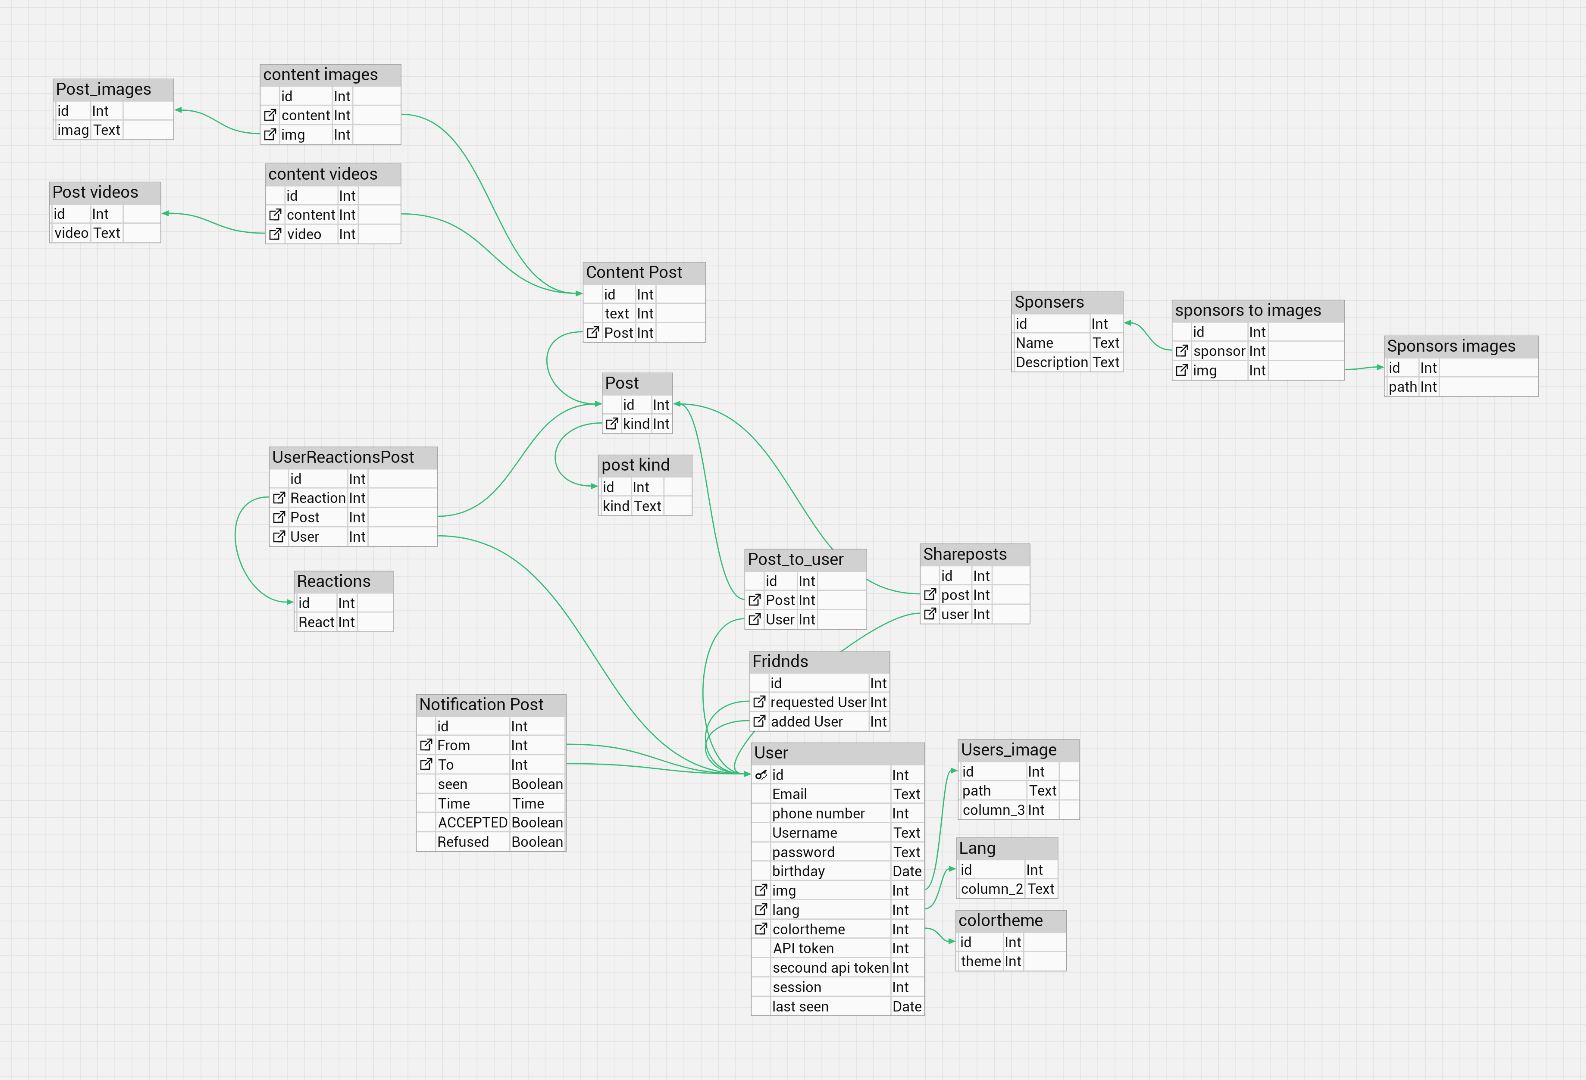 content images
id Int
content Int
img Int
Post_images
id Int
imag Text
content videos
id Int
content Int
video Int
Post videos
id Int
video Text
Content Post
id Int
text Int
Post Int
Sponsers
id Int
Name Text
Description Text
sponsors to images
id Int
sponsor Int
img Int
Sponsors images
id Int
path Int
Post
id Int
kind Int
post kind
id Int
kind Text
UserReactionsPost
id Int
Reaction Int
Post Int
User Int
Reactions
id Int
React Int
Post_to_user
id Int
Post Int
User Int
Shareposts
id Int
post Int
user Int
Fridnds
id Int
requested User Int
added User Int
Notification Post
id Int
From Int
To Int
seen Boolean
Time Time
ACCEPTED Boolean
Refused Boolean
User
id Int
Email Text
phone number Int
Username Text
password Text
birthday Date
img Int
lang Int
colortheme Int
API token Int
secound api token Int
session Int
last seen Date
Users_image
id Int
path Text
column_3 Int
Lang
id Int
column_2 Text
colortheme
id Int
theme Int